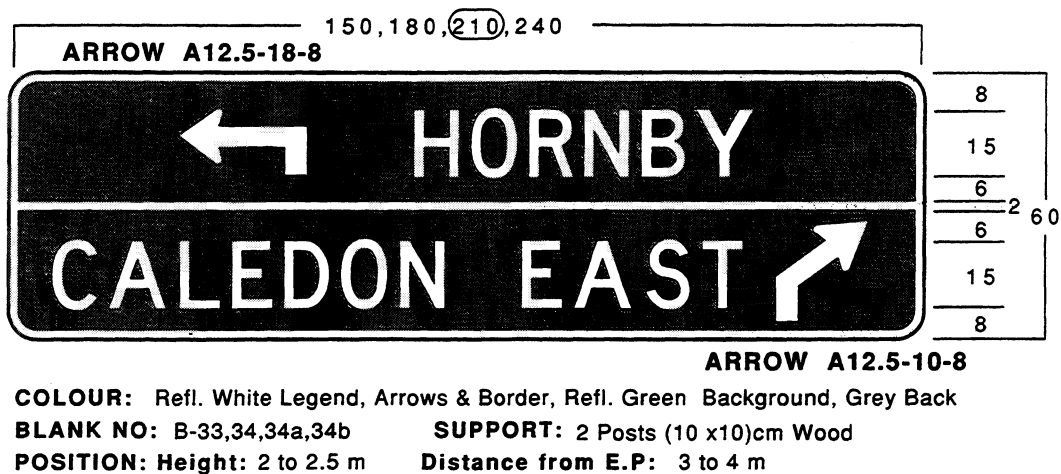 150,180,210,240
ARROW A12.5-18-8
HORNBY
8
15
6
2
60
6
CALEDON EAST
15
8
ARROW A12.5-10-8
COLOUR: Refl. White Legend, Arrows & Border, Refl. Green Background, Grey Back
BLANK NO: B-33,34,34a,34b SUPPORT: 2 Posts (10 x10)cm Wood
POSITION: Height: 2 to 2.5 m Distance from E.P: 3 to 4 m